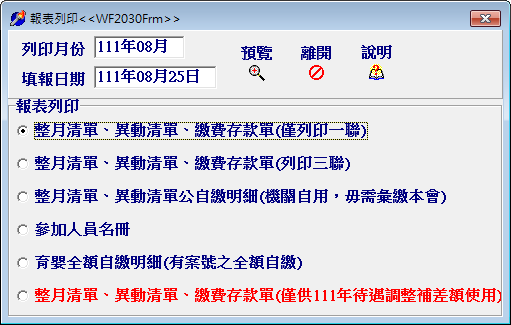 報表列印<<WF2030Frm>>
列印月份 111年08月
預覽 離開 說明
填報日期 111年08月25日
報表列印
整月清單、異動清單、繳費存款單(僅列印一聯)
整月清單、異動清單、繳費存款單(列印三聯)
整月清單、異動清單公自繳明細(機關自用，毋需彙繳本會)
參加人員名冊
育嬰全額自繳明細(有案號之全額自繳)
整月清單、異動清單、繳費存款單(僅供111年待遇調整補差額使用)